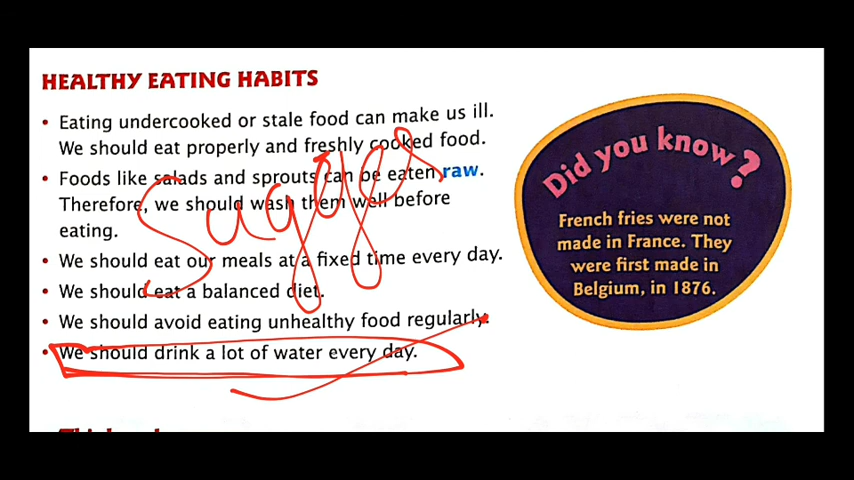 HEALTHY EATING HABITS
• Eating undercooked or stale food can make us ill.
We should eat properly and freshly cooked food.
• Foods like salads and sprouts can be eaten raw.
Therefore, we should wash them well before
eating.
• We should eat our meals at a fixed time every day.
• We should eat a balanced diet.
• We should avoid eating unhealthy food regularly.
• We should drink a lot of water every day.
Did you know?
French fries were not
made in France. They
were first made in
Belgium, in 1876.